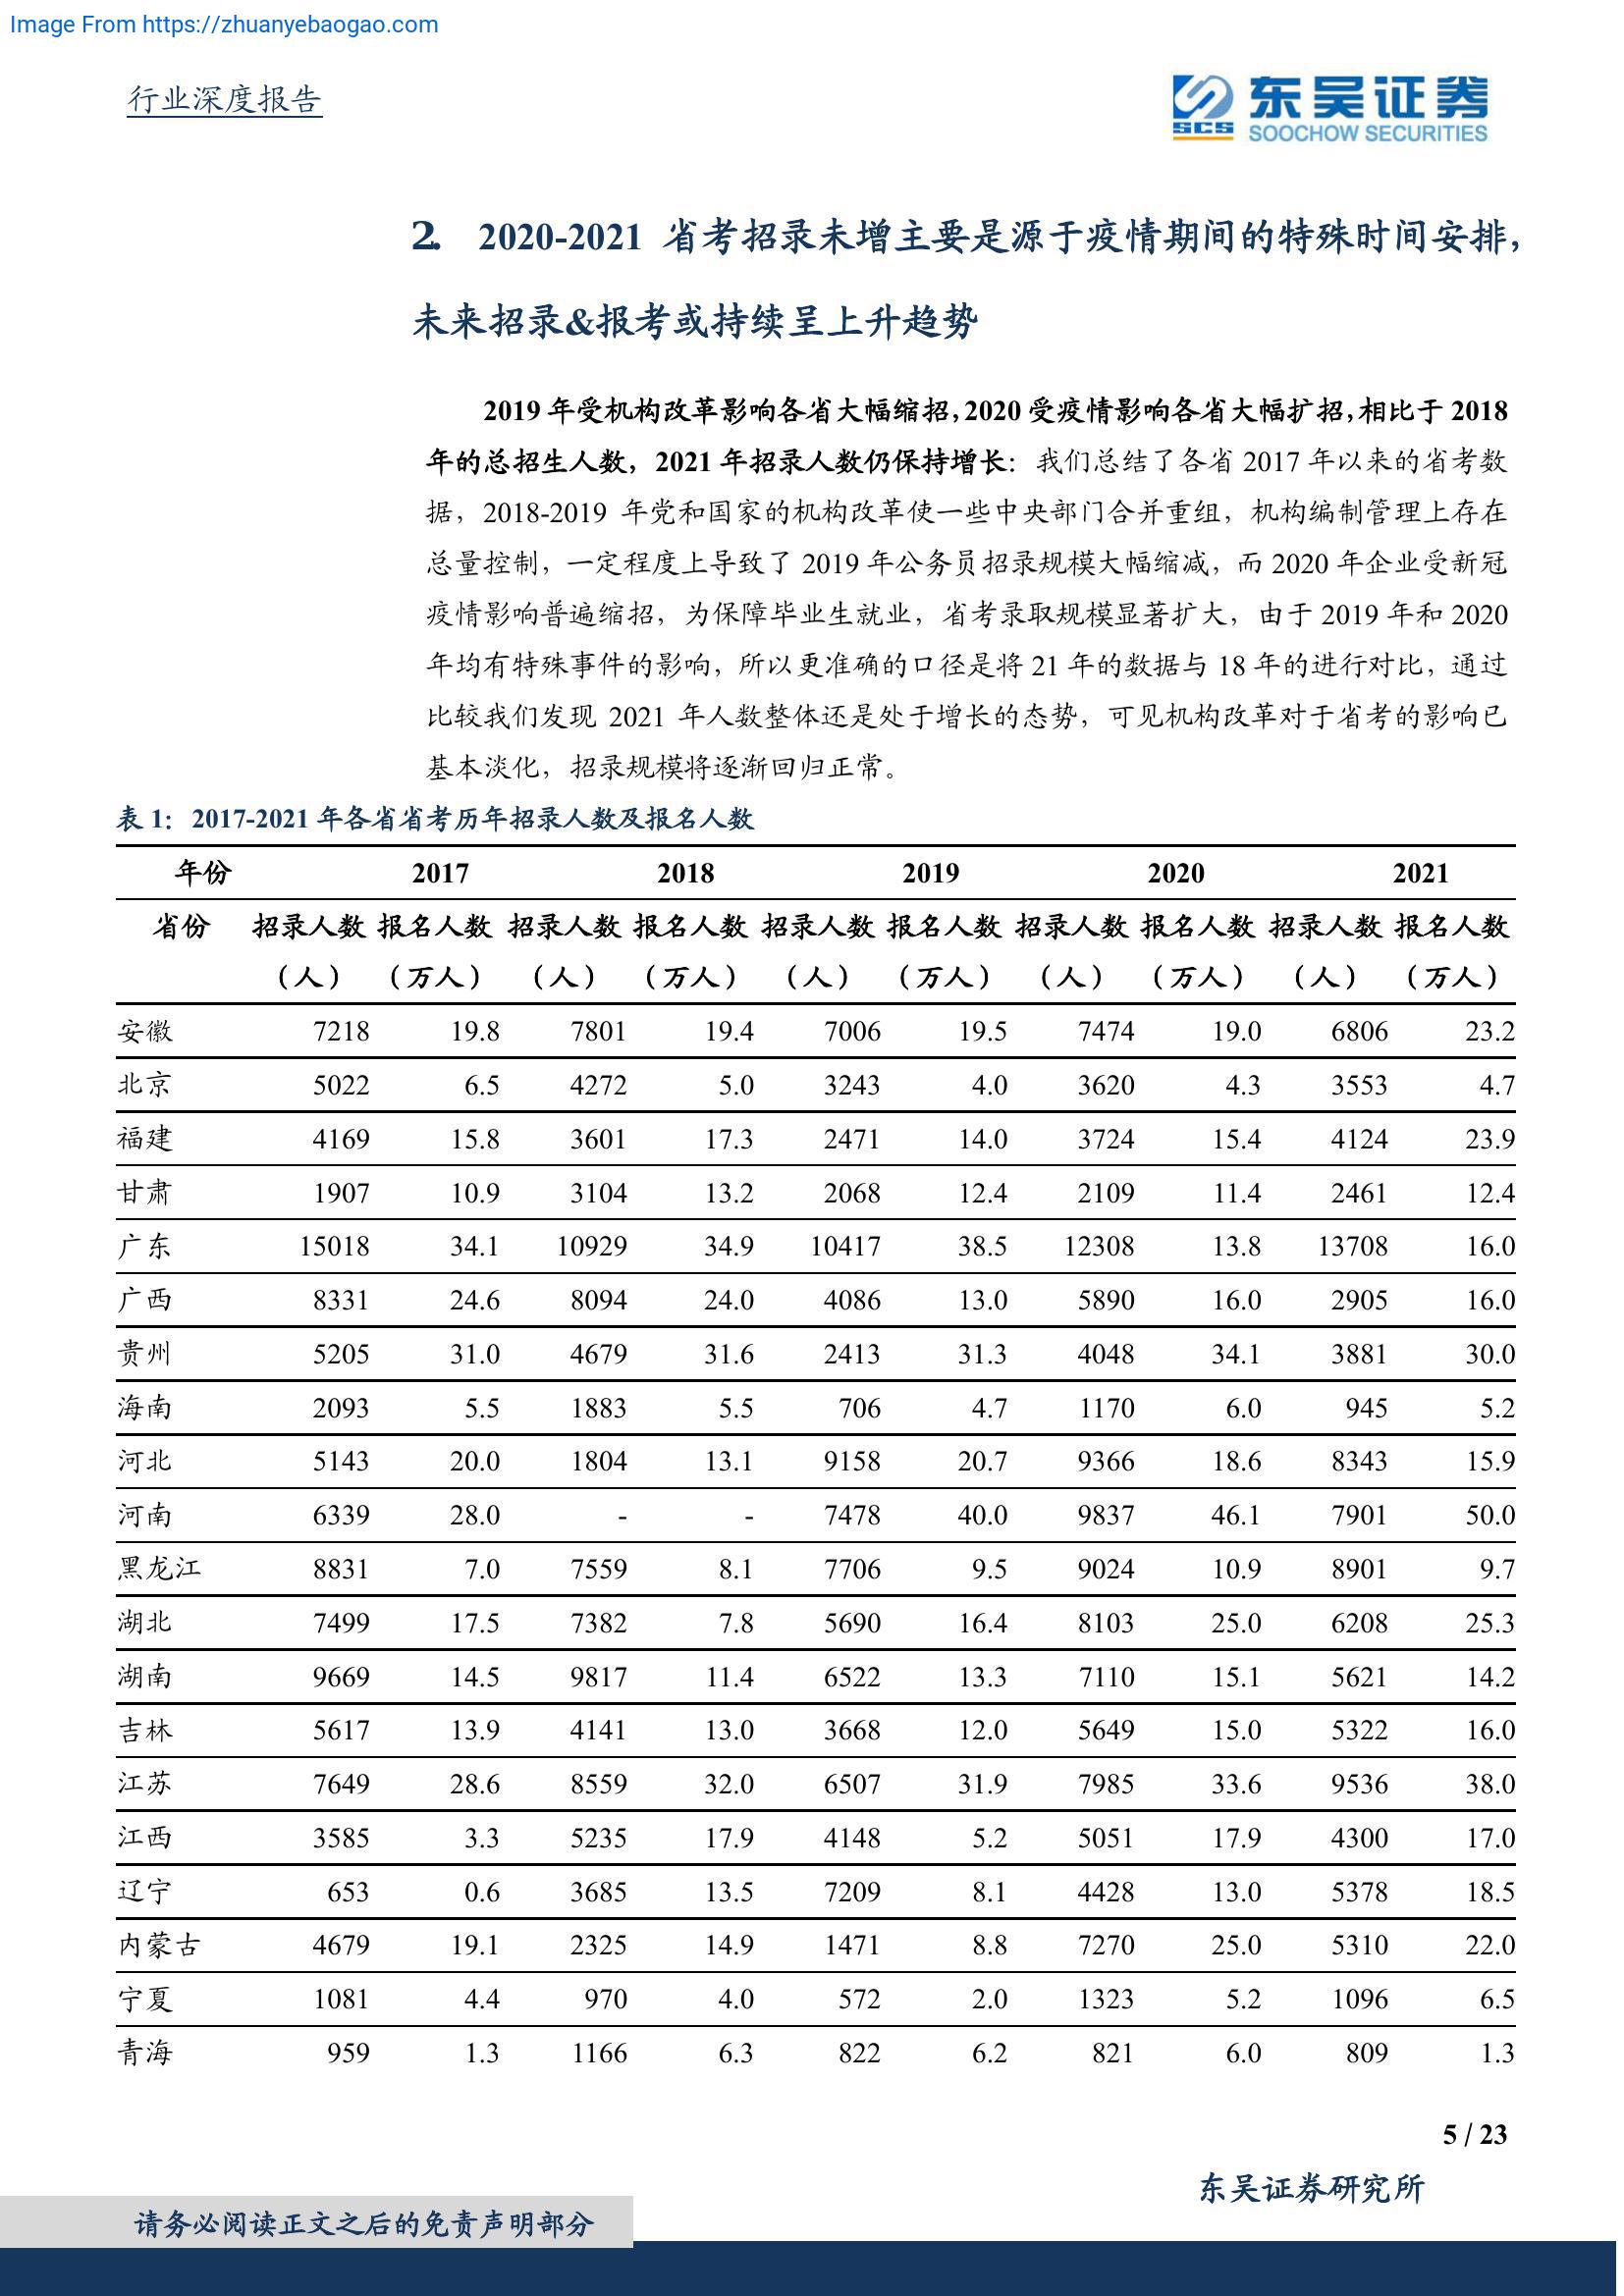 Image From https://zhuanyebaogao.com
行业深度报告
东吴证券
SCS
SOOCHOW SECURITIES
2. 2020-2021 省考招录未增主要是源于疫情期间的特殊时间安排，
未来招录&报考或持续呈上升趋势
2019 年受机构改革影响各省大幅缩招，2020 受疫情影响各省大幅扩招，相比于 2018
年的总招生人数，2021 年招录人数仍保持增长：我们总结了各省 2017 年以来的省考数
据，2018-2019 年党和国家的机构改革使一些中央部门合并重组，机构编制管理上存在
总量控制，一定程度上导致了 2019 年公务员招录规模大幅缩减，而 2020 年企业受新冠
疫情影响普遍缩招，为保障毕业生就业，省考录取规模显著扩大，由于 2019 年和 2020
年均有特殊事件的影响，所以更准确的口径是将 21 年的数据与 18 年的进行对比，通过
比较我们发现 2021 年人数整体还是处于增长的态势，可见机构改革对于省考的影响已
基本淡化，招录规模将逐渐回归正常。
表 1：2017-2021 年各省省考历年招录人数及报名人数
年份 2017 2018 2019 2020 2021
省份 招录人数 报名人数 招录人数 报名人数 招录人数 报名人数 招录人数 报名人数 招录人数 报名人数
（人） （万人） （人） （万人） （人） （万人） （人） （万人） （人） （万人）
安徽 7218 19.8 7801 19.4 7006 19.5 7474 19.0 6806 23.2
北京 5022 6.5 4272 5.0 3243 4.0 3620 4.3 3553 4.7
福建 4169 15.8 3601 17.3 2471 14.0 3724 15.4 4124 23.9
甘肃 1907 10.9 3104 13.2 2068 12.4 2109 11.4 2461 12.4
广东 15018 34.1 10929 34.9 10417 38.5 12308 13.8 13708 16.0
广西 8331 24.6 8094 24.0 4086 13.0 5890 16.0 2905 16.0
贵州 5205 31.0 4679 31.6 2413 31.3 4048 34.1 3881 30.0
海南 2093 5.5 1883 5.5 706 4.7 1170 6.0 945 5.2
河北 5143 20.0 1804 13.1 9158 20.7 9366 18.6 8343 15.9
河南 6339 28.0 - - 7478 40.0 9837 46.1 7901 50.0
黑龙江 8831 7.0 7559 8.1 7706 9.5 9024 10.9 8901 9.7
湖北 7499 17.5 7382 7.8 5690 16.4 8103 25.0 6208 25.3
湖南 9669 14.5 9817 11.4 6522 13.3 7110 15.1 5621 14.2
吉林 5617 13.9 4141 13.0 3668 12.0 5649 15.0 5322 16.0
江苏 7649 28.6 8559 32.0 6507 31.9 7985 33.6 9536 38.0
江西 3585 3.3 5235 17.9 4148 5.2 5051 17.9 4300 17.0
辽宁 653 0.6 3685 13.5 7209 8.1 4428 13.0 5378 18.5
内蒙古 4679 19.1 2325 14.9 1471 8.8 7270 25.0 5310 22.0
宁夏 1081 4.4 970 4.0 572 2.0 1323 5.2 1096 6.5
青海 959 1.3 1166 6.3 822 6.2 821 6.0 809 1.3
5 / 23
东吴证券研究所
请务必阅读正文之后的免责声明部分